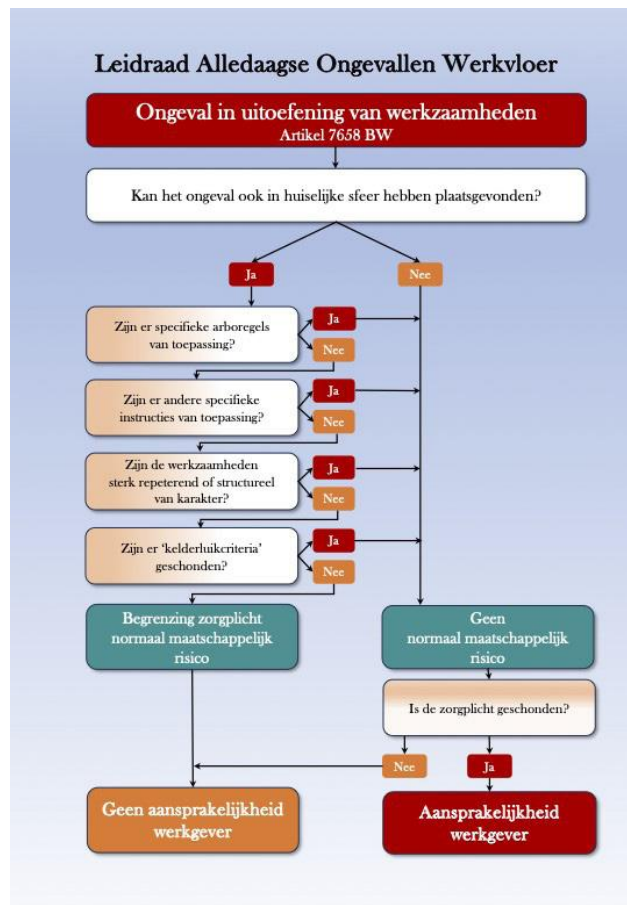 Leidraad Alledaagse Ongevallen Werkvloer
Ongeval in uitoefening van werkzaamheden
Artikel 7658 BW
Kan het ongeval ook in huiselijke sfeer hebben plaatsgevonden?
Ja
Nee
Zijn er specifieke arboregels
van toepassing?
Ja
Nee
Zijn er andere specifieke
instructies van toepassing?
Ja
Nee
Zijn de werkzaamheden
sterk repeterend of structureel
van karakter?
Ja
Nee
Zijn er ‘kelderluikcriteria’
geschonden?
Ja
Nee
Begrenzing zorgplicht
normaal maatschappelijk
risico
Geen
normaal maatschappelijk
risico
Is de zorgplicht geschonden?
Nee
Ja
Geen aansprakelijkheid
werkgever
Aansprakelijkheid
werkgever